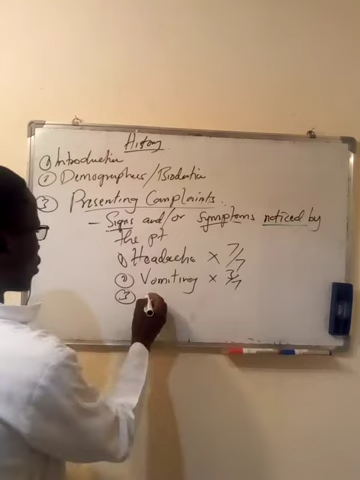 History
① Introduction
② Demographics/Biodata
③ Presenting Complaints.
- Signs and/or symptoms noticed by
the pt
① Headache × 7/7
② Vomiting × 3/7
③